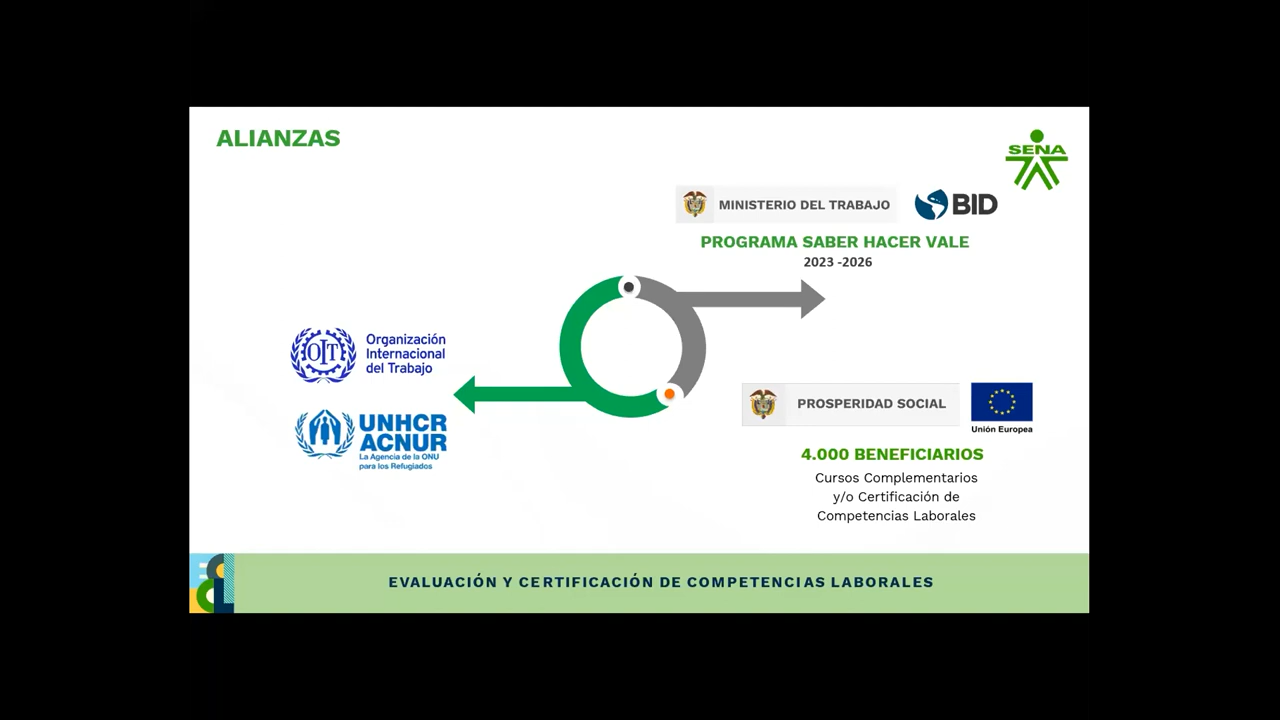 ALIANZAS
SENA
MINISTERIO DEL TRABAJO
BID
PROGRAMA SABER HACER VALE
2023 -2026
OIT
Organización
Internacional
del Trabajo
UNHCR
ACNUR
La Agencia de la ONU
para los Refugiados
PROSPERIDAD SOCIAL
Unión Europea
4.000 BENEFICIARIOS
Cursos Complementarios
y/o Certificación de
Competencias Laborales
EVALUACIÓN Y CERTIFICACIÓN DE COMPETENCIAS LABORALES